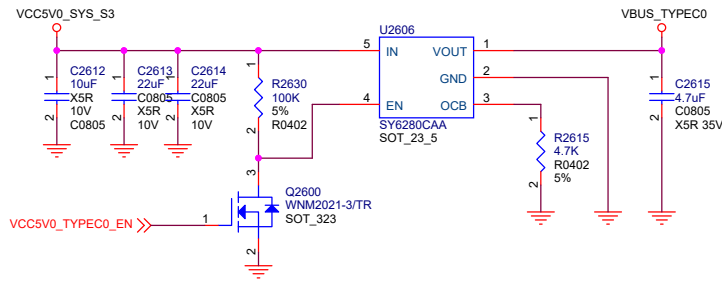 VCC5V0_SYS_S3
VBUS_TYPEC0
U2606
5
IN
VOUT
1
GND
2
4
EN
OCB
3
SY6280CAA
SOT_23_5
1
C2612
10uF
X5R
10V
C0805
2
1
C2613
22uF
C0805
X5R
10V
2
1
C2614
22uF
C0805
X5R
10V
2
1
R2630
100K
5%
R0402
2
1
R2615
4.7K
R0402
5%
2
1
C2615
4.7uF
C0805
X5R 35V
2
3
Q2600
WNM2021-3/TR
SOT_323
VCC5V0_TYPEC0_EN
1
2